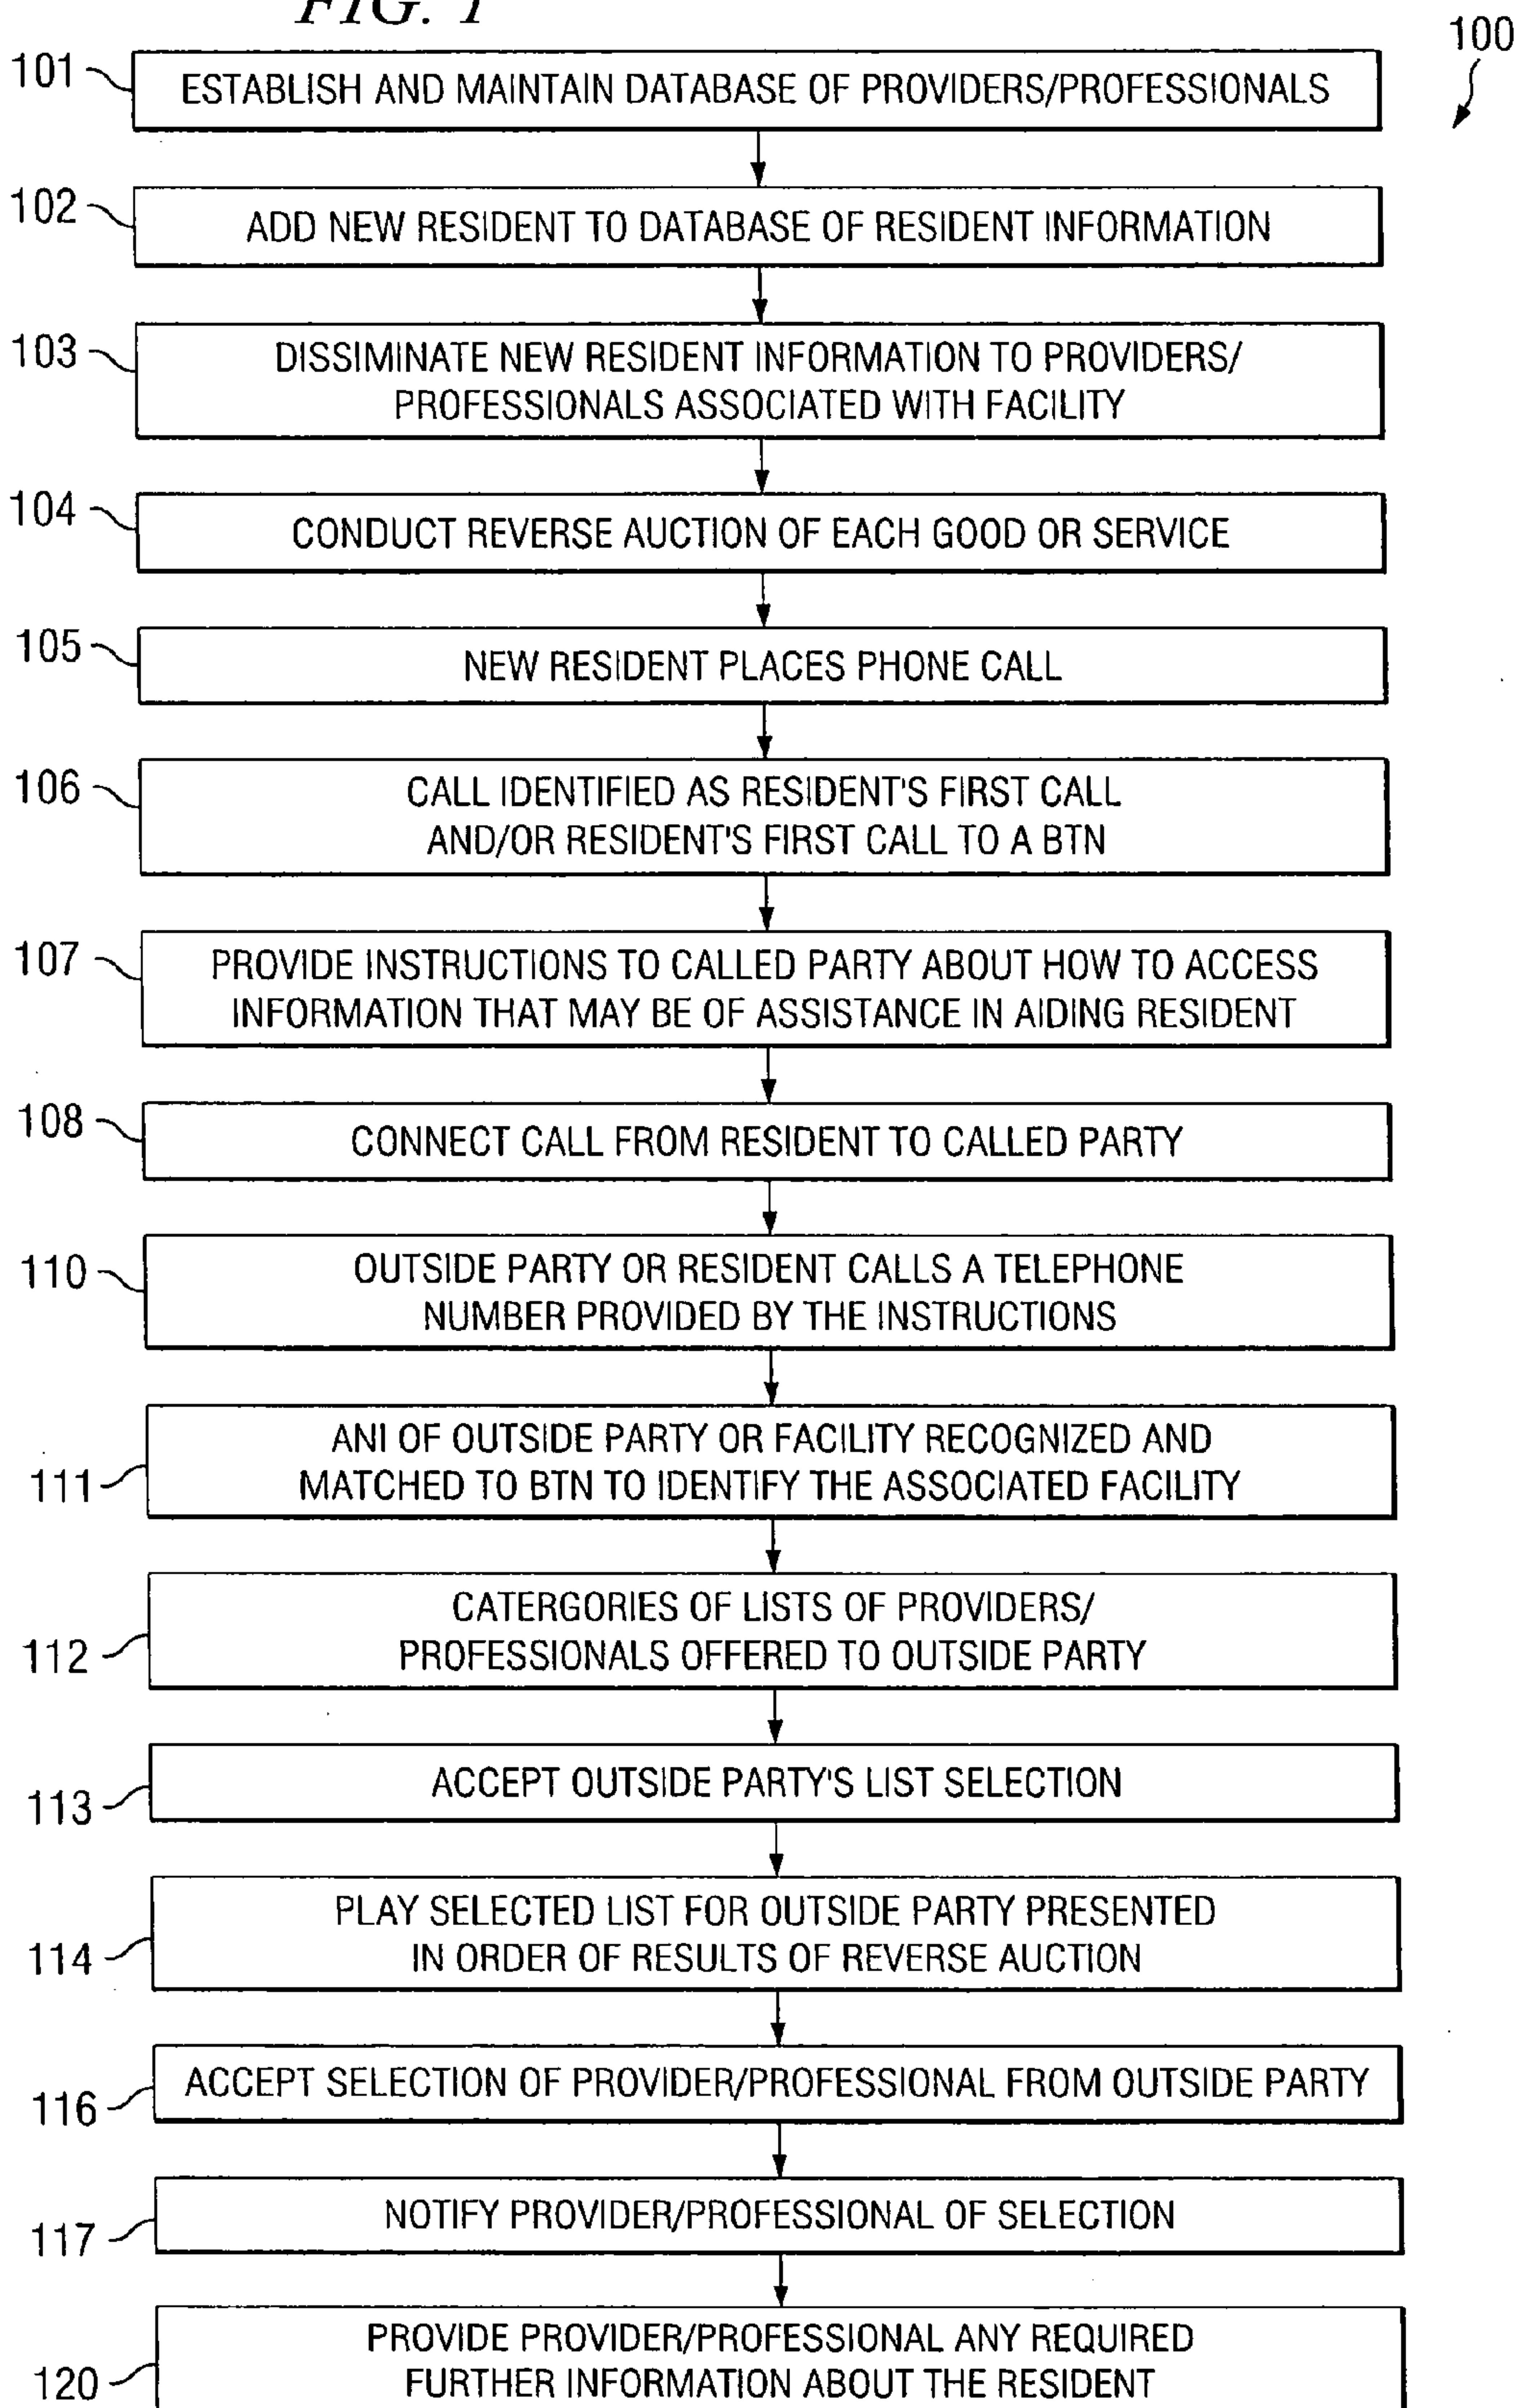 FIG. 1
100
101 ESTABLISH AND MAINTAIN DATABASE OF PROVIDERS/PROFESSIONALS
102 ADD NEW RESIDENT TO DATABASE OF RESIDENT INFORMATION
103 DISSIMINATE NEW RESIDENT INFORMATION TO PROVIDERS/
PROFESSIONALS ASSOCIATED WITH FACILITY
104 CONDUCT REVERSE AUCTION OF EACH GOOD OR SERVICE
105 NEW RESIDENT PLACES PHONE CALL
106 CALL IDENTIFIED AS RESIDENT'S FIRST CALL
AND/OR RESIDENT'S FIRST CALL TO A BTN
107 PROVIDE INSTRUCTIONS TO CALLED PARTY ABOUT HOW TO ACCESS
INFORMATION THAT MAY BE OF ASSISTANCE IN AIDING RESIDENT
108 CONNECT CALL FROM RESIDENT TO CALLED PARTY
110 OUTSIDE PARTY OR RESIDENT CALLS A TELEPHONE
NUMBER PROVIDED BY THE INSTRUCTIONS
ANI OF OUTSIDE PARTY OR FACILITY RECOGNIZED AND
111 MATCHED TO BTN TO IDENTIFY THE ASSOCIATED FACILITY
CATERGORIES OF LISTS OF PROVIDERS/
112 PROFESSIONALS OFFERED TO OUTSIDE PARTY
113 ACCEPT OUTSIDE PARTY'S LIST SELECTION
PLAY SELECTED LIST FOR OUTSIDE PARTY PRESENTED
114 IN ORDER OF RESULTS OF REVERSE AUCTION
116 ACCEPT SELECTION OF PROVIDER/PROFESSIONAL FROM OUTSIDE PARTY
117 NOTIFY PROVIDER/PROFESSIONAL OF SELECTION
PROVIDE PROVIDER/PROFESSIONAL ANY REQUIRED
120 FURTHER INFORMATION ABOUT THE RESIDENT